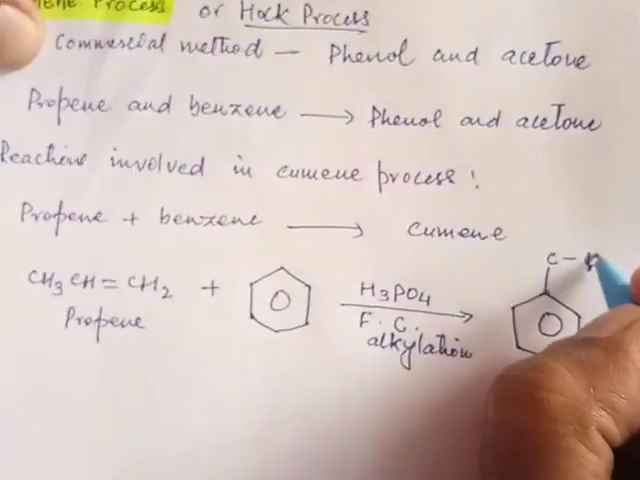 Process or Hock Process
Commercial method — Phenol and acetone
Propene and benzene ⟶ Phenol and acetone
Reactions involved in cumene process:
Propene + benzene ⟶ Cumene
CH3CH=CH2 + H3PO4 C –
Propene F. C.
alkylation